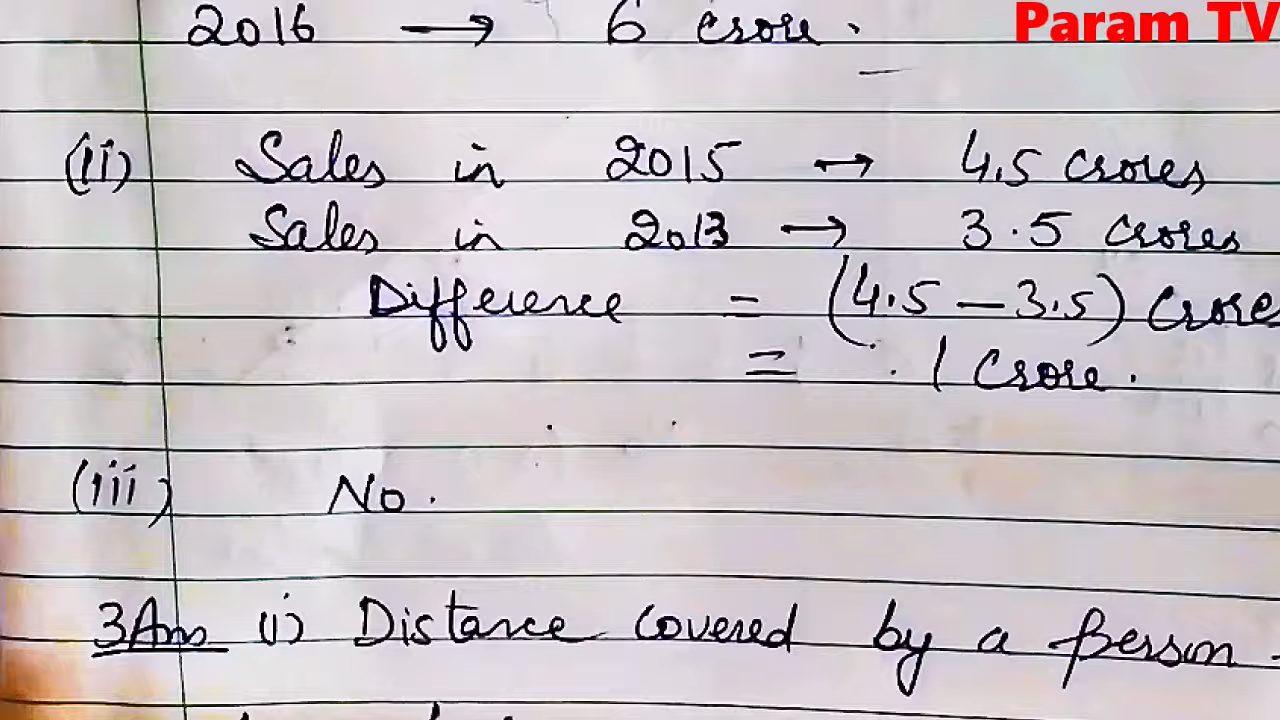 2016 → 6 crore.
Param TV
(ii) Sales in 2015 → 4.5 crores
Sales in 2013 → 3.5 crores
Difference = (4.5 – 3.5) Crore
= . 1 Crore.
(iii) No.
3Ans (i) Distance covered by a person -